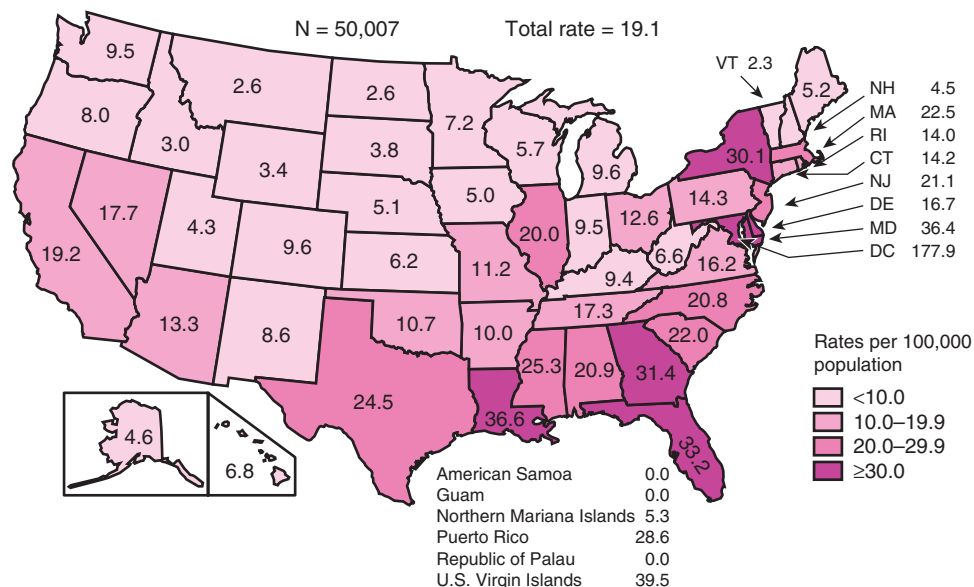 N = 50,007 Total rate = 19.1
9.5
2.6
2.6
7.2
VT 2.3
5.2
NH 4.5
MA 22.5
RI 14.0
CT 14.2
NJ 21.1
DE 16.7
MD 36.4
DC 177.9
8.0
3.0
3.4
3.8
5.7
9.6
30.1
14.3
17.7
4.3
9.6
5.1
5.0
20.0
9.5
12.6
6.6
16.2
19.2
6.2
11.2
9.4
20.8
13.3
8.6
10.7
10.0
17.3
22.0
24.5
36.6
25.3
20.9
31.4
33.2
Rates per 100,000
population
<10.0
10.0–19.9
20.0–29.9
≥30.0
4.6
6.8
American Samoa 0.0
Guam 0.0
Northern Mariana Islands 5.3
Puerto Rico 28.6
Republic of Palau 0.0
U.S. Virgin Islands 39.5